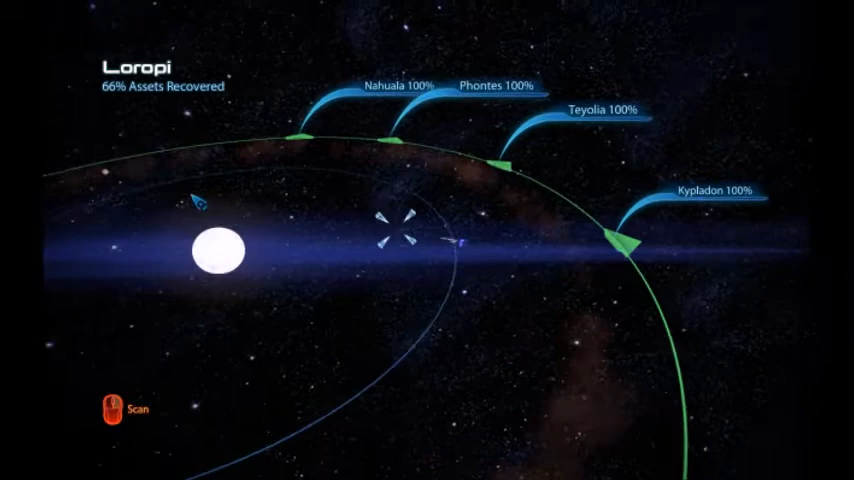 Loropi
66% Assets Recovered
Nahuala 100%
Phontes 100%
Teyolia 100%
Kypladon 100%
Scan